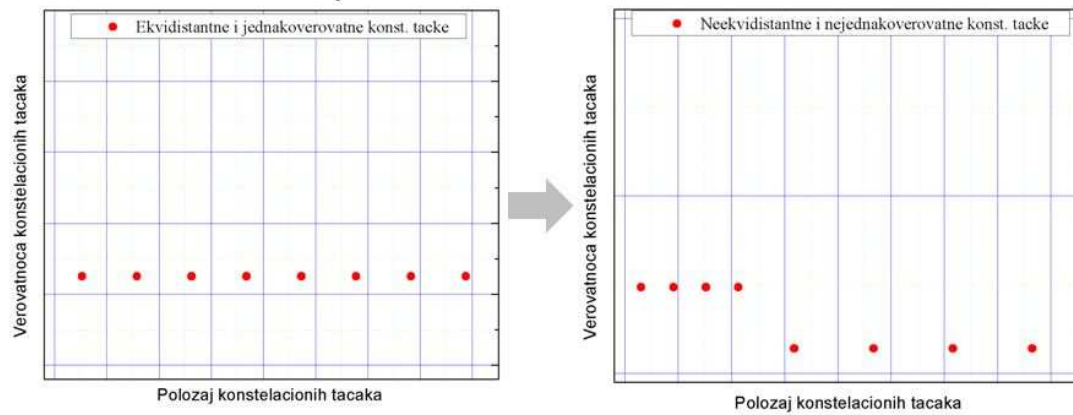 Ekvidistantne i jednakoverovatne konst. tacke
Verovatnoca konstelacionih tacaka
Polozaj konstelacionih tacaka
Neekvidistantne i nejednakoverovatne konst. tacke
Verovatnoca konstelacionih tacaka
Polozaj konstelacionih tacaka